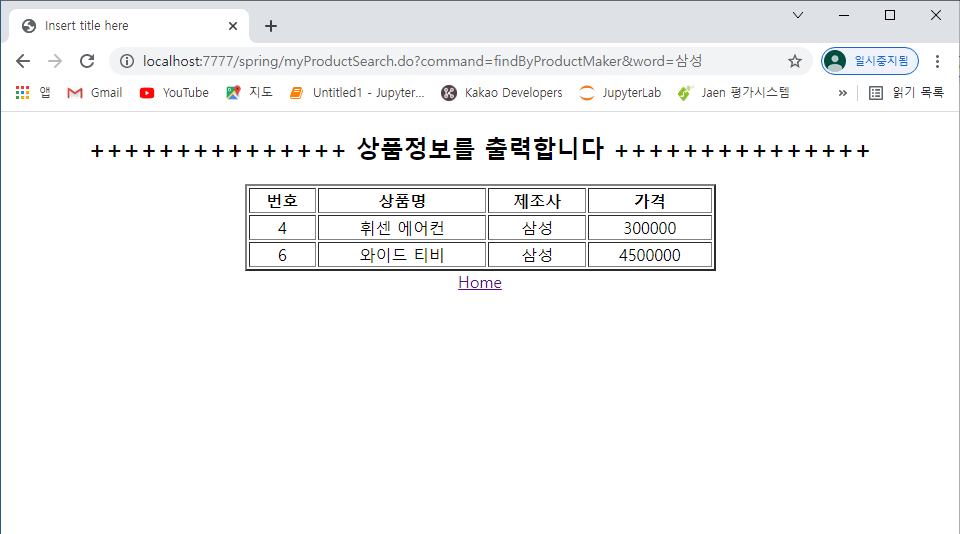 Insert title here
localhost:7777/spring/myProductSearch.do?command=findByProductMaker&word=삼성
일시중지됨
앱 Gmail YouTube 지도 Untitled1 - Jupyter... Kakao Developers JupyterLab Jaen 평가시스템 » 읽기 목록
+++++++++++++++ 상품정보를 출력합니다 +++++++++++++++
번호 상품명 제조사 가격
4 휘센 에어컨 삼성 300000
6 와이드 티비 삼성 4500000
Home